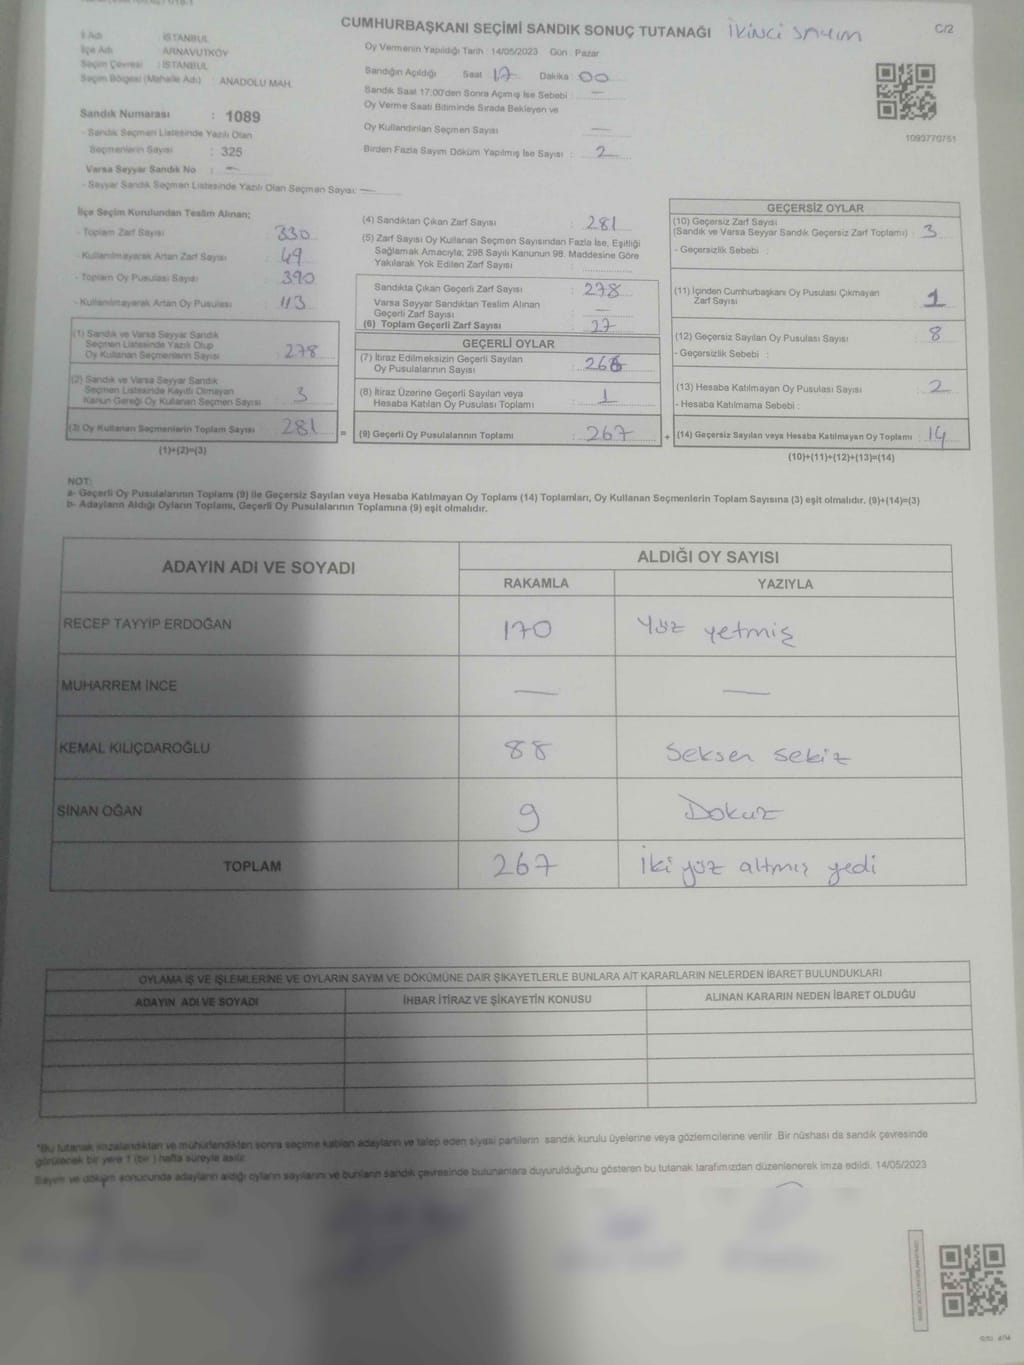 CUMHURBAŞKANI SEÇİMİ SANDIK SONUÇ TUTANAĞI İKİNCİ SAYIM
C/2
İl Adı : İSTANBUL
İlçe Adı : ARNAVUTKÖY
Seçim Çevresi : İSTANBUL
Seçim Bölgesi (Mahalle Adı) : ANADOLU MAH.
Sandık Numarası : 1089
- Sandık Seçmen Listesinde Yazılı Olan
Seçmenlerin Sayısı : 325
Varsa Seyyar Sandık No : —
- Seyyar Sandık Seçmen Listesinde Yazılı Olan Seçmen Sayısı: —
Oy Vermenin Yapıldığı Tarih : 14/05/2023 Gün : Pazar
Sandığın Açıldığı Saat 17 Dakika : 00
Sandık Saat 17:00'den Sonra Açımış İse Sebebi : —
Oy Verme Saati Bitiminde Sırada Bekleyen ve
Oy Kullandırılan Seçmen Sayısı : —
Birden Fazla Sayım Döküm Yapılmış İse Sayısı : 2
1093770751
İlçe Seçim Kurulundan Teslim Alınan;
- Toplam Zarf Sayısı : 330
- Kullanılmayarak Artan Zarf Sayısı : 49
- Toplam Oy Pusulası Sayısı : 390
- Kullanılmayarak Artan Oy Pusulası : 113
(1) Sandık ve Varsa Seyyar Sandık
Seçmen Listesinde Yazılı Olup
Oy Kullanan Seçmenlerin Sayısı : 278
(2) Sandık ve Varsa Seyyar Sandık
Seçmen Listesinde Kayıtlı Olmayan
Kanun Gereği Oy Kullanan Seçmen Sayısı : 3
(3) Oy Kullanan Seçmenlerin Toplam Sayısı : 281
(1)+(2)=(3)
(4) Sandıktan Çıkan Zarf Sayısı : 281
(5) Zarf Sayısı Oy Kullanan Seçmen Sayısından Fazla İse, Eşitliği
Sağlamak Amacıyla, 298 Sayılı Kanunun 98. Maddesine Göre
Yakılarak Yok Edilen Zarf Sayısı :
Sandıkta Çıkan Geçerli Zarf Sayısı : 278
Varsa Seyyar Sandıktan Teslim Alınan
Geçerli Zarf Sayısı : —
(6) Toplam Geçerli Zarf Sayısı : 27
GEÇERLİ OYLAR
(7) İtiraz Edilmeksizin Geçerli Sayılan
Oy Pusulalarının Sayısı : 266
(8) İtiraz Üzerine Geçerli Sayılan veya
Hesaba Katılan Oy Pusulası Toplamı : 1
= (9) Geçerli Oy Pusulalarının Toplamı : 267
GEÇERSİZ OYLAR
(10) Geçersiz Zarf Sayısı
(Sandık ve Varsa Seyyar Sandık Geçersiz Zarf Toplamı) : 3
- Geçersizlik Sebebi :
(11) İçinden Cumhurbaşkanı Oy Pusulası Çıkmayan
Zarf Sayısı : 1
(12) Geçersiz Sayılan Oy Pusulası Sayısı : 8
- Geçersizlik Sebebi :
(13) Hesaba Katılmayan Oy Pusulası Sayısı : 2
- Hesaba Katılmama Sebebi :
+ (14) Geçersiz Sayılan veya Hesaba Katılmayan Oy Toplamı : 14
(10)+(11)+(12)+(13)=(14)
NOT:
a- Geçerli Oy Pusulalarının Toplamı (9) ile Geçersiz Sayılan veya Hesaba Katılmayan Oy Toplamı (14) Toplamları, Oy Kullanan Seçmenlerin Toplam Sayısına (3) eşit olmalıdır. (9)+(14)=(3)
b- Adayların Aldığı Oyların Toplamı, Geçerli Oy Pusulalarının Toplamına (9) eşit olmalıdır.
ADAYIN ADI VE SOYADI
ALDIĞI OY SAYISI
RAKAMLA YAZIYLA
RECEP TAYYİP ERDOĞAN 170 Yüz yetmiş
MUHARREM İNCE — —
KEMAL KILIÇDAROĞLU 88 Seksen sekiz
SİNAN OĞAN 9 Dokuz
TOPLAM 267 İki yüz altmış yedi
OYLAMA İŞ VE İŞLEMLERİNE VE OYLARIN SAYIM VE DÖKÜMÜNE DAİR ŞİKAYETLERLE BUNLARA AİT KARARLARIN NELERDEN İBARET BULUNDUKLARI
ADAYIN ADI VE SOYADI İHBAR İTİRAZ VE ŞİKAYETİN KONUSU ALINAN KARARIN NEDEN İBARET OLDUĞU
*Bu tutanak imzalandıktan ve mühürlendikten sonra seçime katılan adayların ve talep eden siyasi partilerin sandık kurulu üyelerine veya gözlemcilerine verilir .Bir nüshası da sandık çevresinde
görülecek bir yere 1 (bir ) hafta süreyle asılır.
Sayım ve döküm sonucunda adayların aldığı oyların sayılarını ve bunların sandık çevresinde bulunanlara duyurulduğunu gösteren bu tutanak tarafımızdan düzenlenerek imza edildi. 14/05/2023